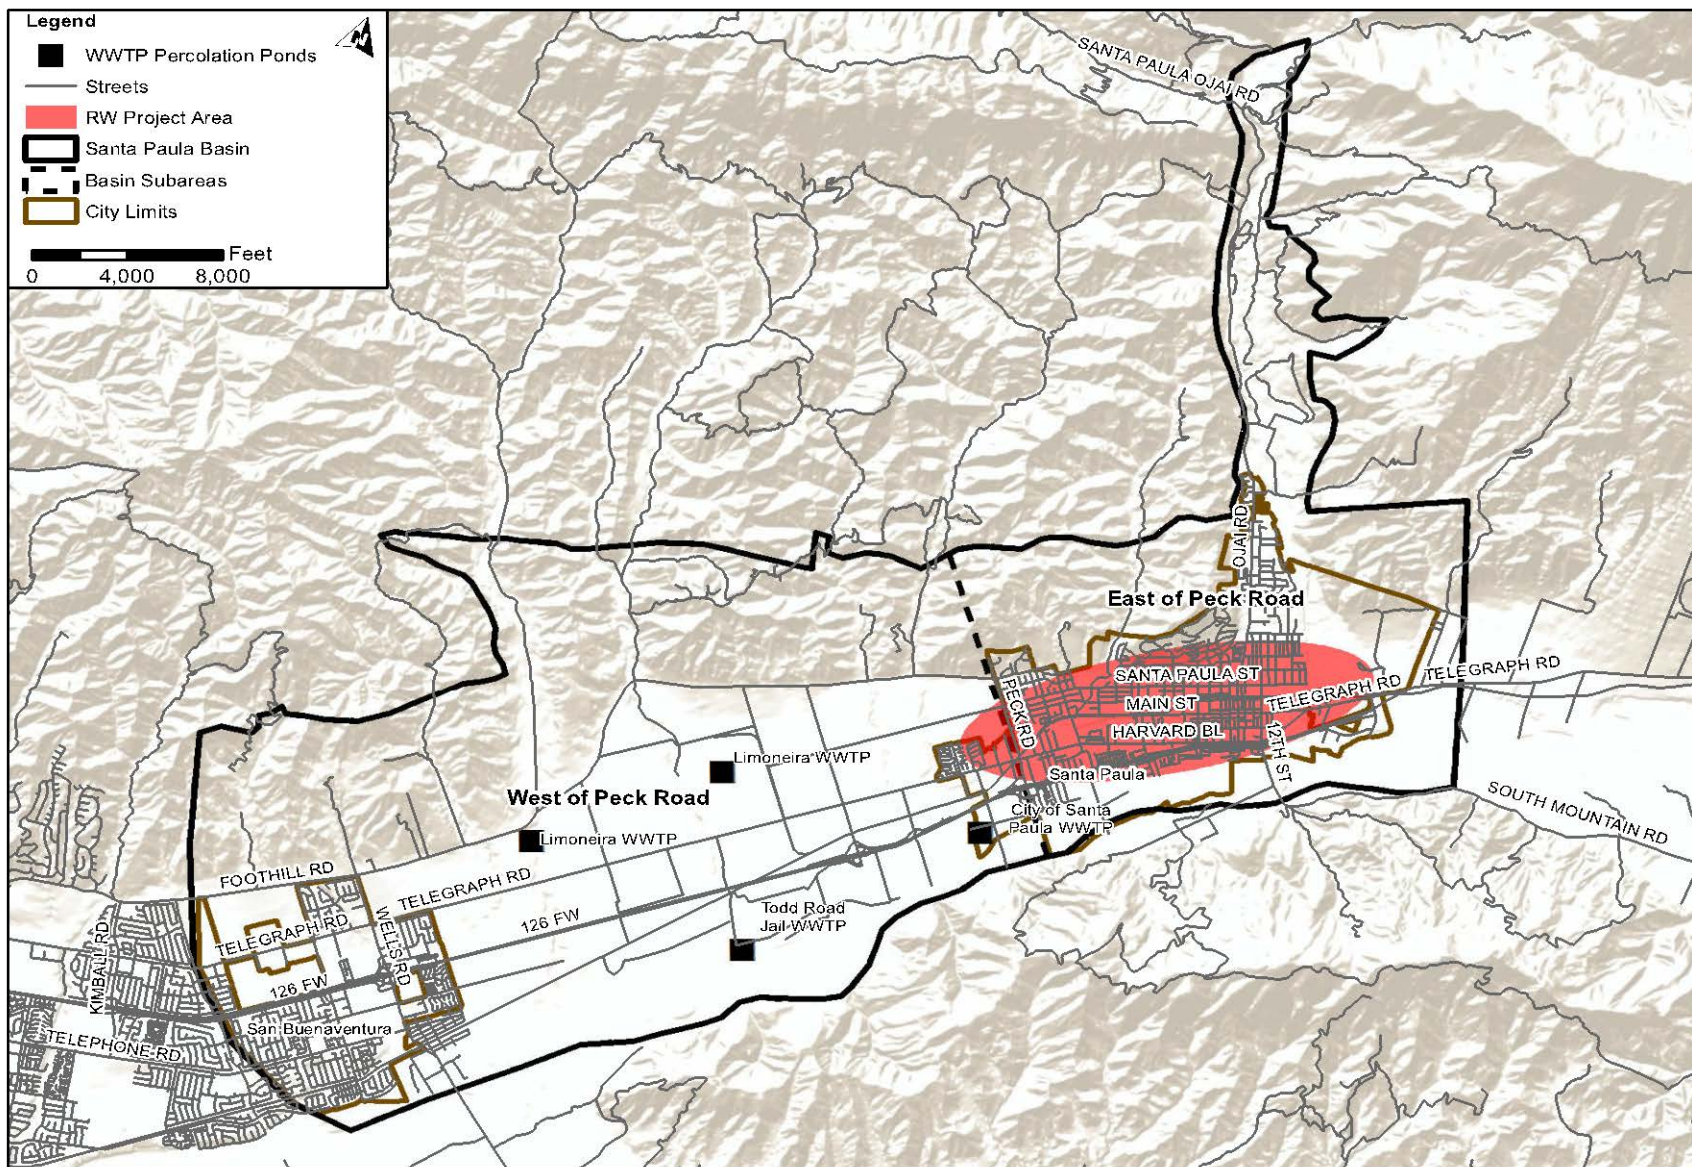 Legend
N
WWTP Percolation Ponds
Streets
RW Project Area
Santa Paula Basin
Basin Subareas
City Limits
Feet
0 4,000 8,000
SANTA PAULA OJAI RD
OJAI RD
East of Peck Road
SANTA PAULA ST
TELEGRAPH RD
TELEGRAPH RD
PECK RD
MAIN ST
HARVARD BL
12TH ST
Limoneira WWTP
Santa Paula
West of Peck Road
City of Santa
Paula WWTP
SOUTH MOUNTAIN RD
Limoneira WWTP
FOOTHILL RD
TELEGRAPH RD
Todd Road
Jail WWTP
126 FW
WELLS RD
TELEGRAPH RD
KIMBALL RD
126 FW
San Buenaventura
TELEPHONE RD